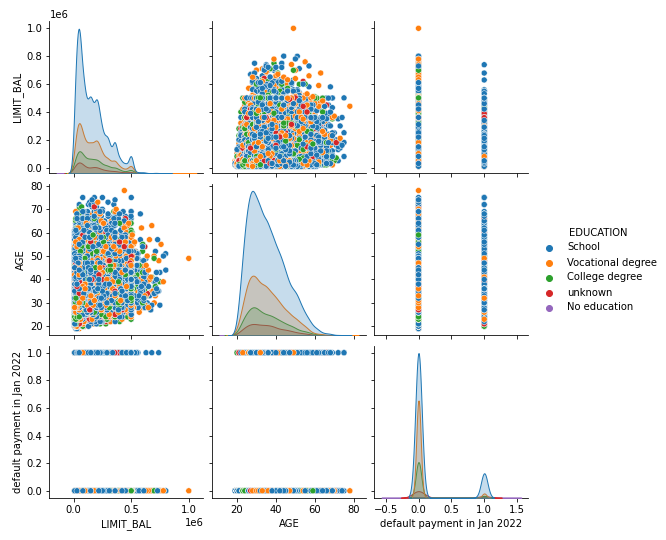 1e6
1.0
0.8
0.6
0.4
0.2
0.0
LIMIT_BAL
80
70
60
50
40
30
20
AGE
EDUCATION
School
Vocational degree
College degree
unknown
No education
1.0
0.8
0.6
0.4
0.2
0.0
default payment in Jan 2022
0.0 0.5 1.0
1e6
LIMIT_BAL
20 40 60 80
AGE
−0.5 0.0 0.5 1.0 1.5
default payment in Jan 2022